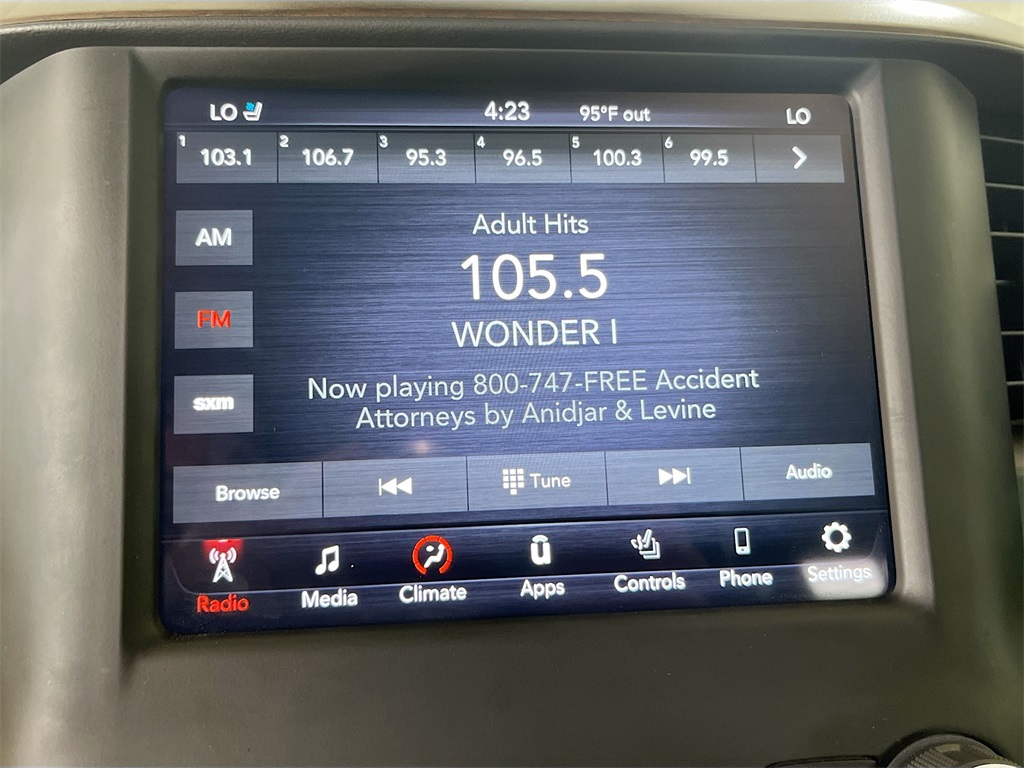 LO 4:23 95°F out LO
1 103.1 2 106.7 3 95.3 4 96.5 5 100.3 6 99.5
Adult Hits
AM
105.5
FM
WONDER I
Now playing 800-747-FREE Accident
Attorneys by Anidjar & Levine
sxm
Browse Tune Audio
Radio Media Climate Apps Controls Phone Settings